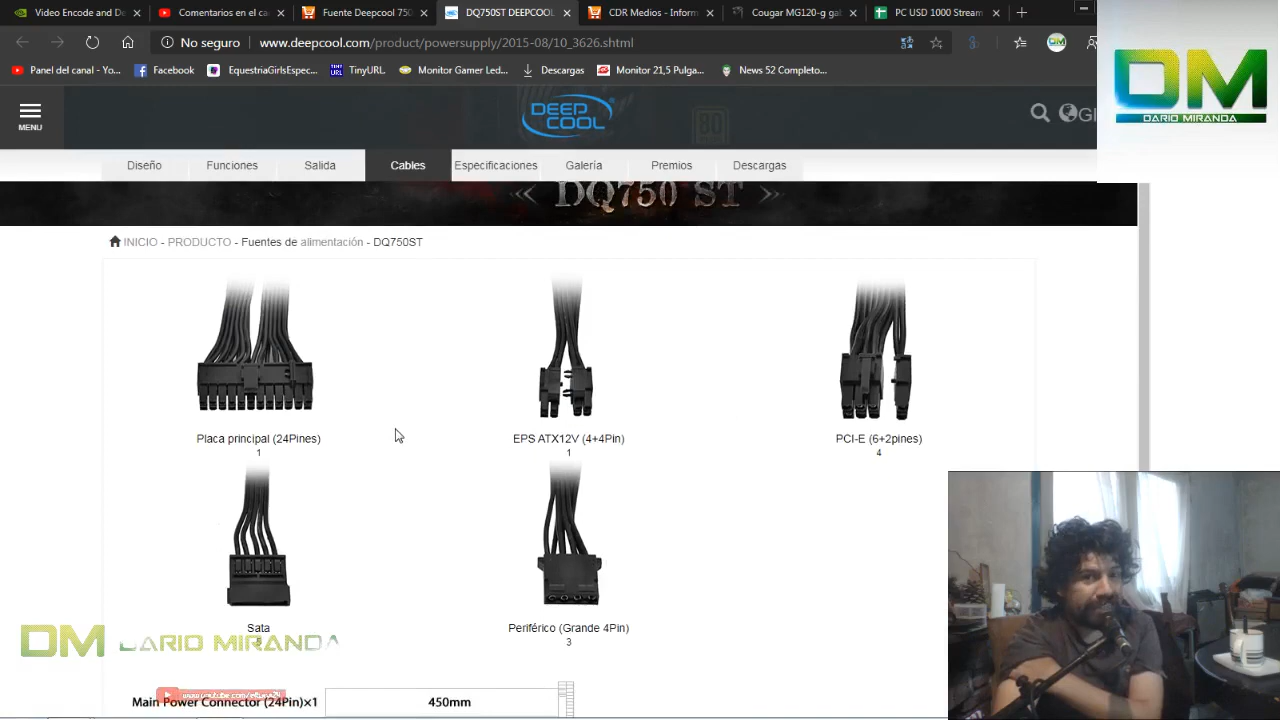 Video Encode and De
Comentarios en el ca
Fuente Deepcool 750
DQ750ST DEEPCOOL
CDR Medios - Inform
Cougar MG120-g gab
PC USD 1000 Stream
No seguro
www.deepcool.com/product/powersupply/2015-08/10_3626.shtml
Panel del canal - Yo...
Facebook
EquestriaGirlsEspec...
TinyURL
Monitor Gamer Led...
Descargas
Monitor 21,5 Pulga...
News 52 Completo...
DM
DARIO MIRANDA
MENU
DEEP
COOL
80
Diseño
Funciones
Salida
Cables
Especificaciones
Galería
Premios
Descargas
DQ750 ST
INICIO - PRODUCTO - Fuentes de alimentación - DQ750ST
Placa principal (24Pines)
1
EPS ATX12V (4+4Pin)
1
PCI-E (6+2pines)
4
Sata
Periférico (Grande 4Pin)
3
DM DARIO MIRANDA
Main Power Connector (24Pin)×1
450mm